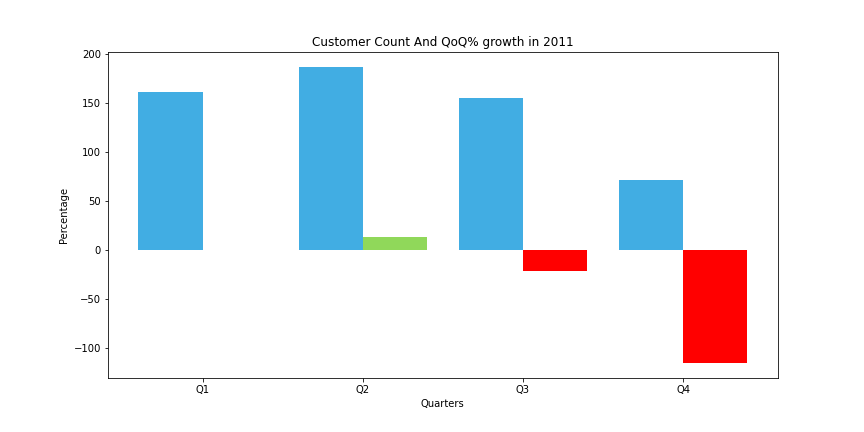 Customer Count And QoQ% growth in 2011
200
150
100
50
0
−50
−100
Percentage
Q1 Q2 Q3 Q4
Quarters